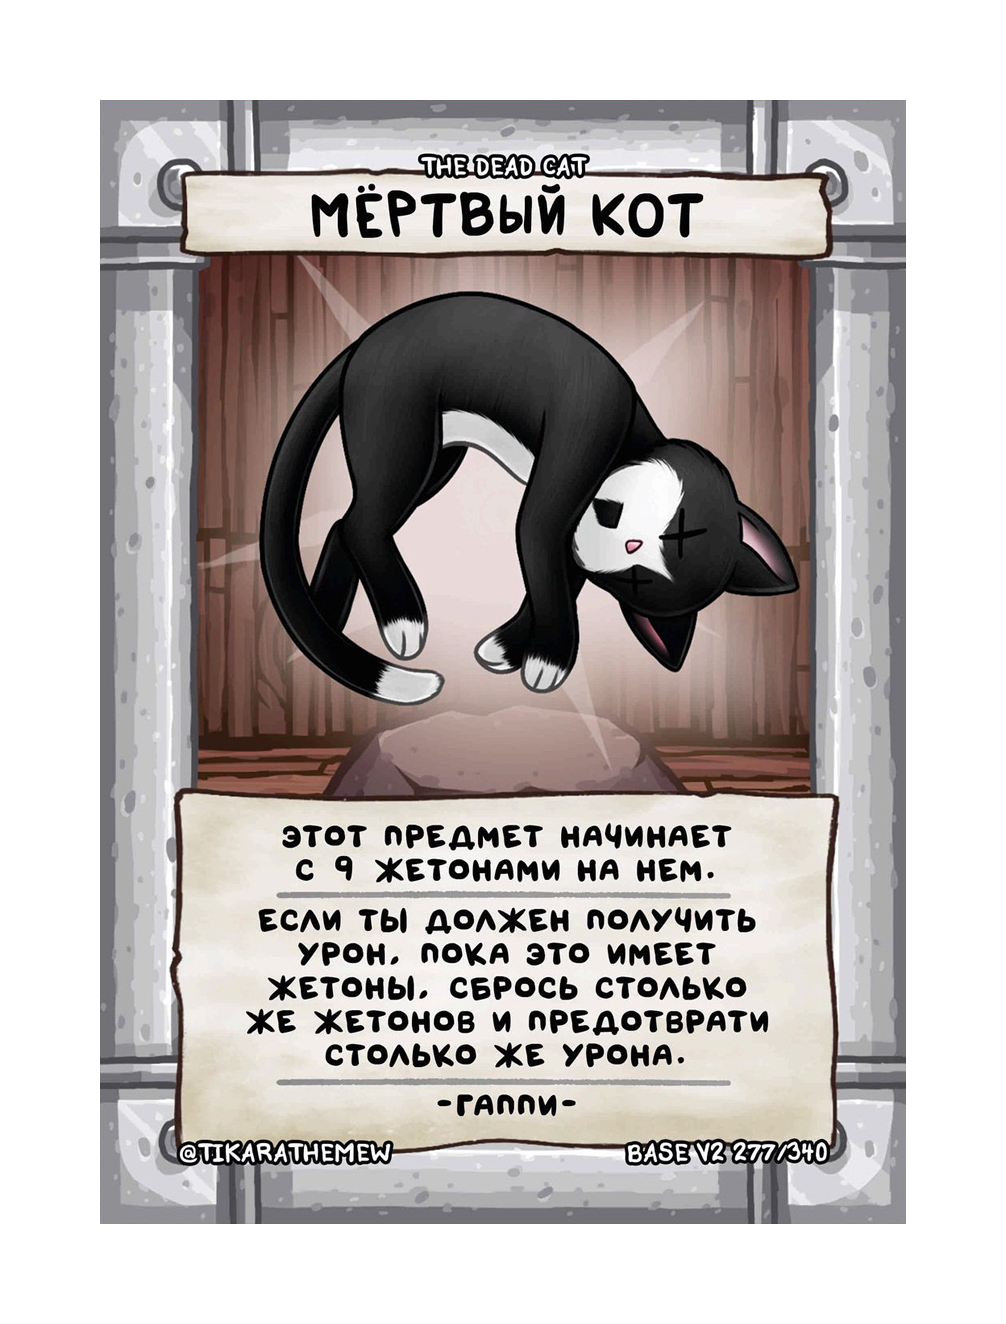 THE DEAD CAT
МЁРТВЫЙ КОТ
ЭТОТ ПРЕДМЕТ НАЧИНАЕТ
С 9 ЖЕТОНАМИ НА НЕМ.
ЕСЛИ ТЫ ДОЛЖЕН ПОЛУЧИТЬ
УРОН, ПОКА ЭТО ИМЕЕТ
ЖЕТОНЫ, СБРОСЬ СТОЛЬКО
ЖЕ ЖЕТОНОВ И ПРЕДОТВРАТИ
СТОЛЬКО ЖЕ УРОНА.
-ГАППИ-
@TIKARATHEMEW
BASE V2 277/340